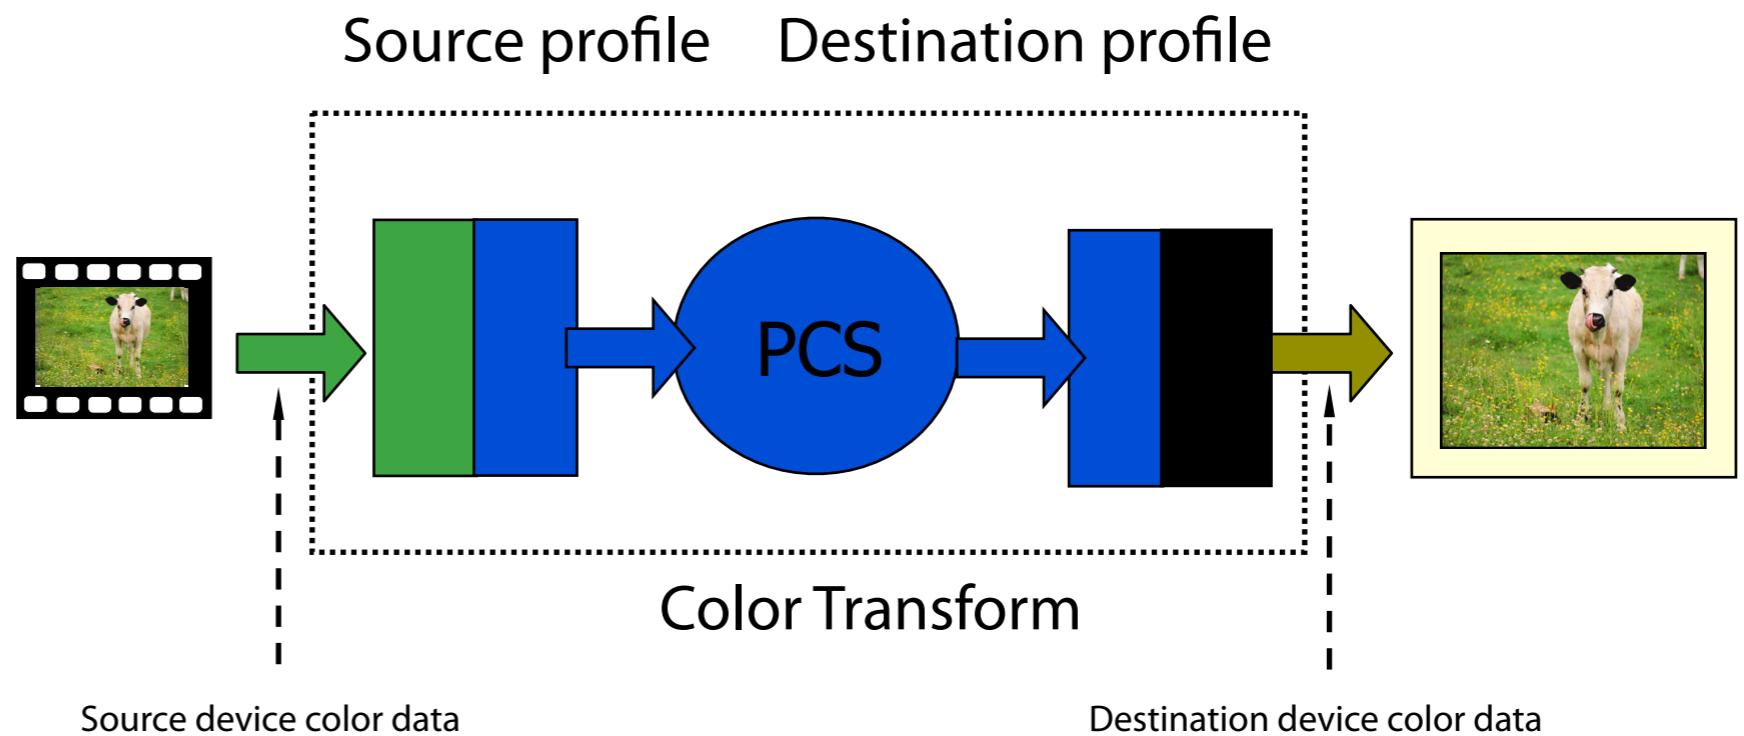 Source profile
Destination profile
PCS
Color Transform
Source device color data
Destination device color data